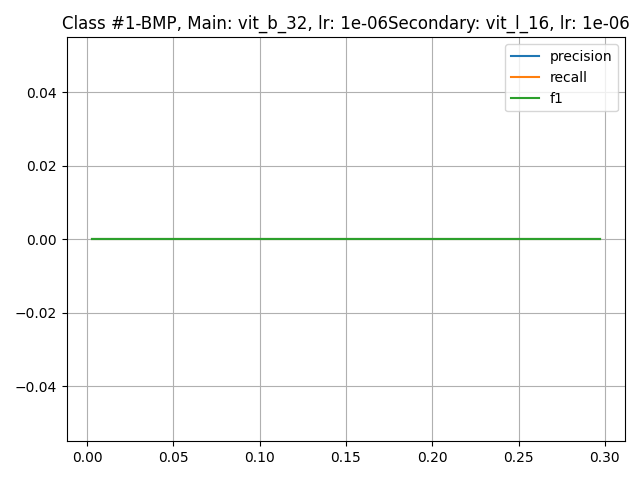 Class #1-BMP, Main: vit_b_32, lr: 1e-06Secondary: vit_l_16, lr: 1e-06
precision
recall
f1
0.04
0.02
0.00
−0.02
−0.04
0.00 0.05 0.10 0.15 0.20 0.25 0.30